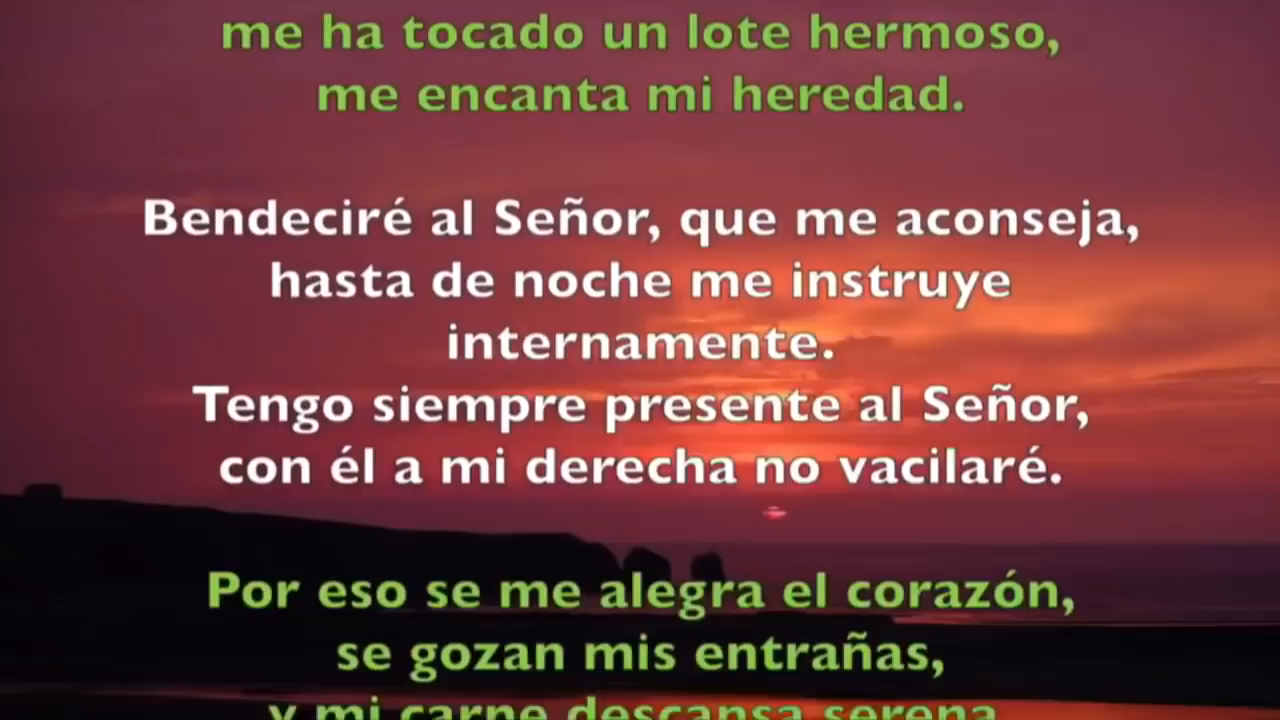 me ha tocado un lote hermoso,
me encanta mi heredad.
Bendeciré al Señor, que me aconseja,
hasta de noche me instruye
internamente.
Tengo siempre presente al Señor,
con él a mi derecha no vacilaré.
Por eso se me alegra el corazón,
se gozan mis entrañas,
y mi carne descansa serena